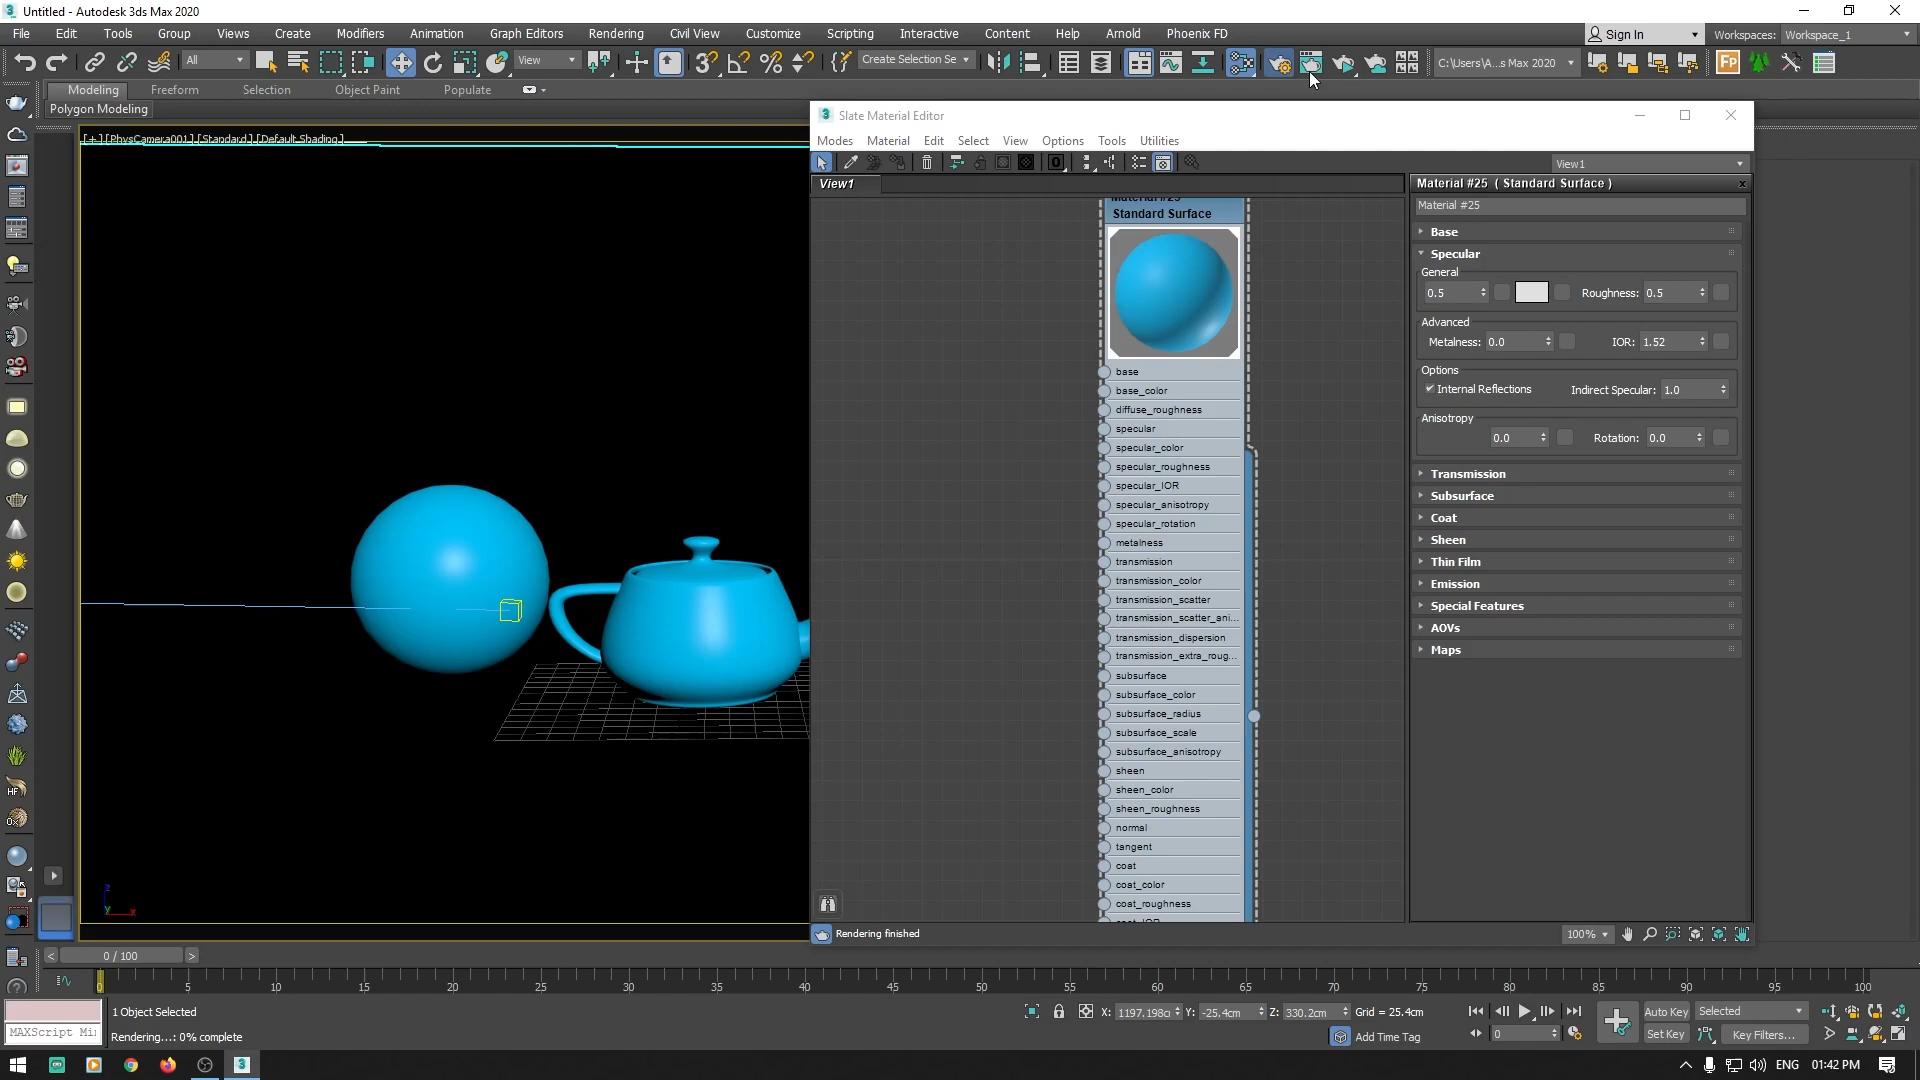 Untitled - Autodesk 3ds Max 2020
File Edit Tools Group Views Create Modifiers Animation Graph Editors Rendering Civil View Customize Scripting Interactive Content Help Arnold Phoenix FD
Sign In
Workspaces: Workspace_1
All
View
Create Selection Se
C:\Users\A...s Max 2020
Modeling Freeform Selection Object Paint Populate
Polygon Modeling
[+] [PhysCamera001] [Standard] [Default Shading]
Slate Material Editor
Modes Material Edit Select View Options Tools Utilities
View1
View1
Material #25
Standard Surface
base
base_color
diffuse_roughness
specular
specular_color
specular_roughness
specular_IOR
specular_anisotropy
specular_rotation
metalness
transmission
transmission_color
transmission_scatter
transmission_scatter_ani...
transmission_dispersion
transmission_extra_roug...
subsurface
subsurface_color
subsurface_radius
subsurface_scale
subsurface_anisotropy
sheen
sheen_color
sheen_roughness
normal
tangent
coat
coat_color
coat_roughness
coat_IOR
Material #25 ( Standard Surface )
Material #25
Base
Specular
General
0.5 Roughness: 0.5
Advanced
Metalness: 0.0 IOR: 1.52
Options
Internal Reflections Indirect Specular: 1.0
Anisotropy
0.0 Rotation: 0.0
Transmission
Subsurface
Coat
Sheen
Thin Film
Emission
Special Features
AOVs
Maps
Rendering finished
100%
z
y x
< 0 / 100 >
0 5 10 15 20 25 30 35 40 45 50 55 60 65 70 75 80 85 90 95 100
1 Object Selected
X: 1197.198c Y: -25.4cm Z: 330.2cm Grid = 25.4cm
Auto Key Selected
MAXScript Mi
Rendering...: 0% complete
Add Time Tag
0
Set Key Key Filters...
ENG 01:42 PM